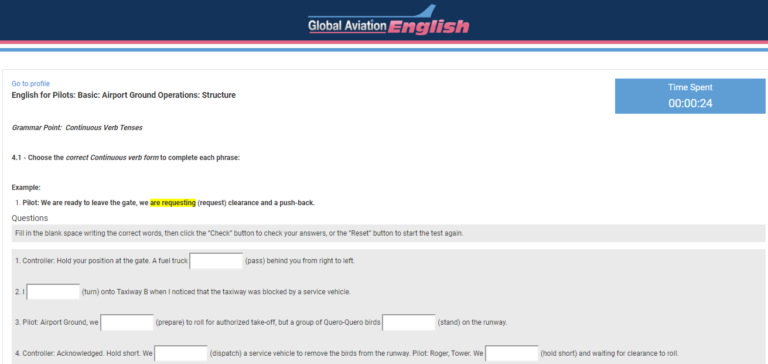 Global Aviation English
Go to profile
English for Pilots: Basic: Airport Ground Operations: Structure
Time Spent
00:00:24
Grammar Point: Continuous Verb Tenses
4.1 - Choose the correct Continuous verb form to complete each phrase:
Example:
1. Pilot: We are ready to leave the gate, we are requesting (request) clearance and a push-back.
Questions
Fill in the blank space writing the correct words, then click the "Check" button to check your answers, or the "Reset" button to start the test again.
1. Controller: Hold your position at the gate. A fuel truck (pass) behind you from right to left.
2. I (turn) onto Taxiway B when I noticed that the taxiway was blocked by a service vehicle.
3. Pilot: Airport Ground, we (prepare) to roll for authorized take-off, but a group of Quero-Quero birds (stand) on the runway.
4. Controller: Acknowledged. Hold short. We (dispatch) a service vehicle to remove the birds from the runway. Pilot: Roger, Tower. We (hold short) and waiting for clearance to roll.